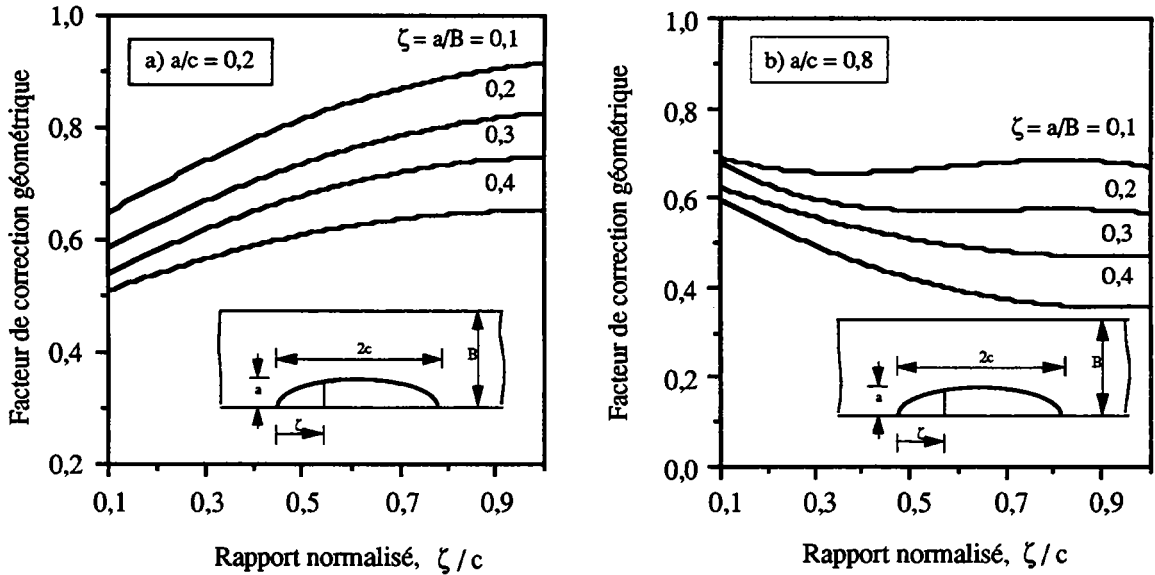 a) a/c = 0,2
ζ = a/B = 0,1
0,2
0,3
0,4
Facteur de correction géométrique
1,0
0,8
0,6
0,4
0,2
2c
a
B
ζ
0,1
0,3
0,5
0,7
0,9
Rapport normalisé, ζ / c
b) a/c = 0,8
ζ = a/B = 0,1
0,2
0,3
0,4
Facteur de correction géométrique
1,0
0,8
0,6
0,4
0,2
0,0
2c
a
B
ζ
0,1
0,3
0,5
0,7
0,9
Rapport normalisé, ζ / c